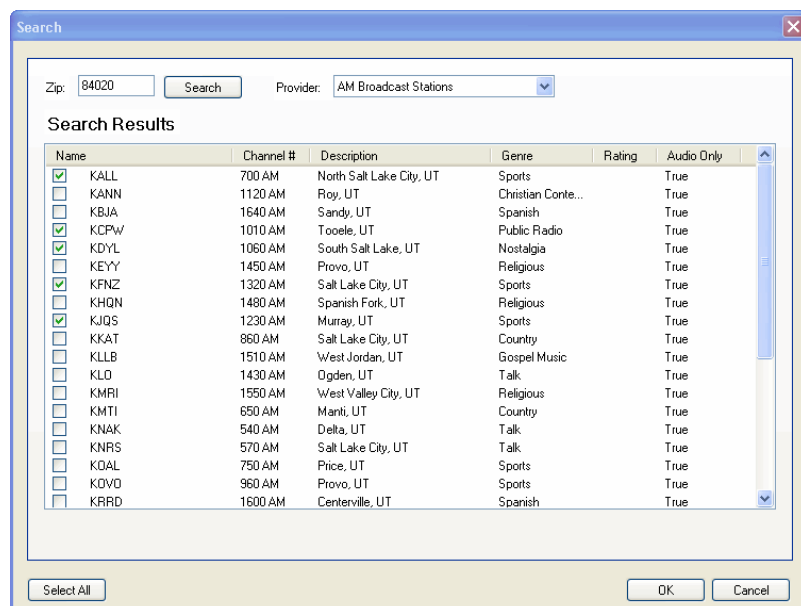 Search
Zip: 84020 Search Provider: AM Broadcast Stations
Search Results
Name Channel # Description Genre Rating Audio Only
KALL 700 AM North Salt Lake City, UT Sports True
KANN 1120 AM Roy, UT Christian Conte... True
KBJA 1640 AM Sandy, UT Spanish True
KCPW 1010 AM Tooele, UT Public Radio True
KDYL 1060 AM South Salt Lake, UT Nostalgia True
KEYY 1450 AM Provo, UT Religious True
KFNZ 1320 AM Salt Lake City, UT Sports True
KHQN 1480 AM Spanish Fork, UT Religious True
KJQS 1230 AM Murray, UT Sports True
KKAT 860 AM Salt Lake City, UT Country True
KLLB 1510 AM West Jordan, UT Gospel Music True
KLO 1430 AM Ogden, UT Talk True
KMRI 1550 AM West Valley City, UT Religious True
KMTI 650 AM Manti, UT Country True
KNAK 540 AM Delta, UT Talk True
KNRS 570 AM Salt Lake City, UT Talk True
KOAL 750 AM Price, UT Sports True
KOVO 960 AM Provo, UT Sports True
KRRD 1600 AM Centerville, UT Spanish True
Select All OK Cancel